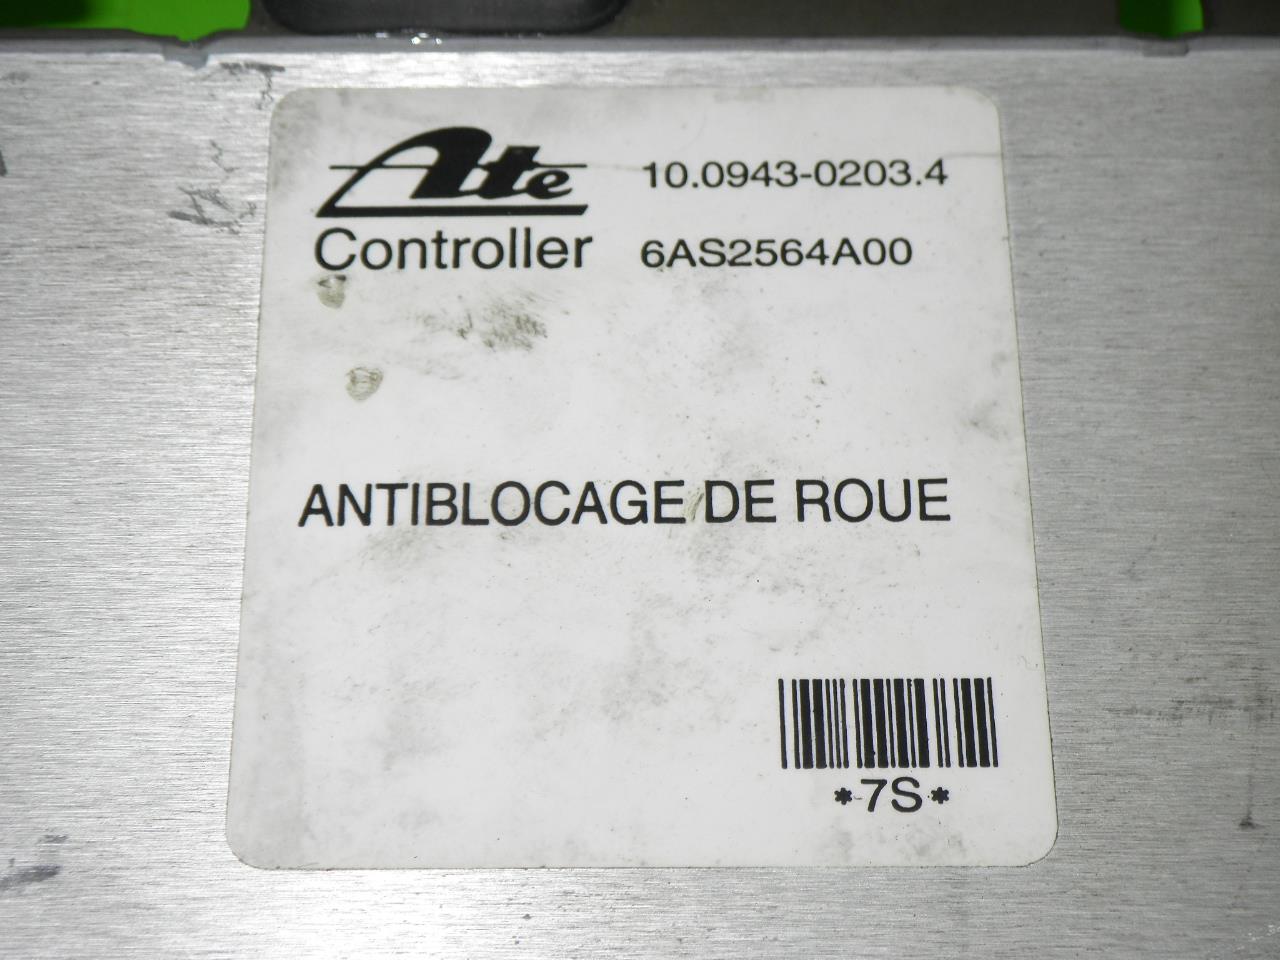 Ate 10.0943-0203.4
Controller 6AS2564A00
ANTIBLOCAGE DE ROUE
*7S*